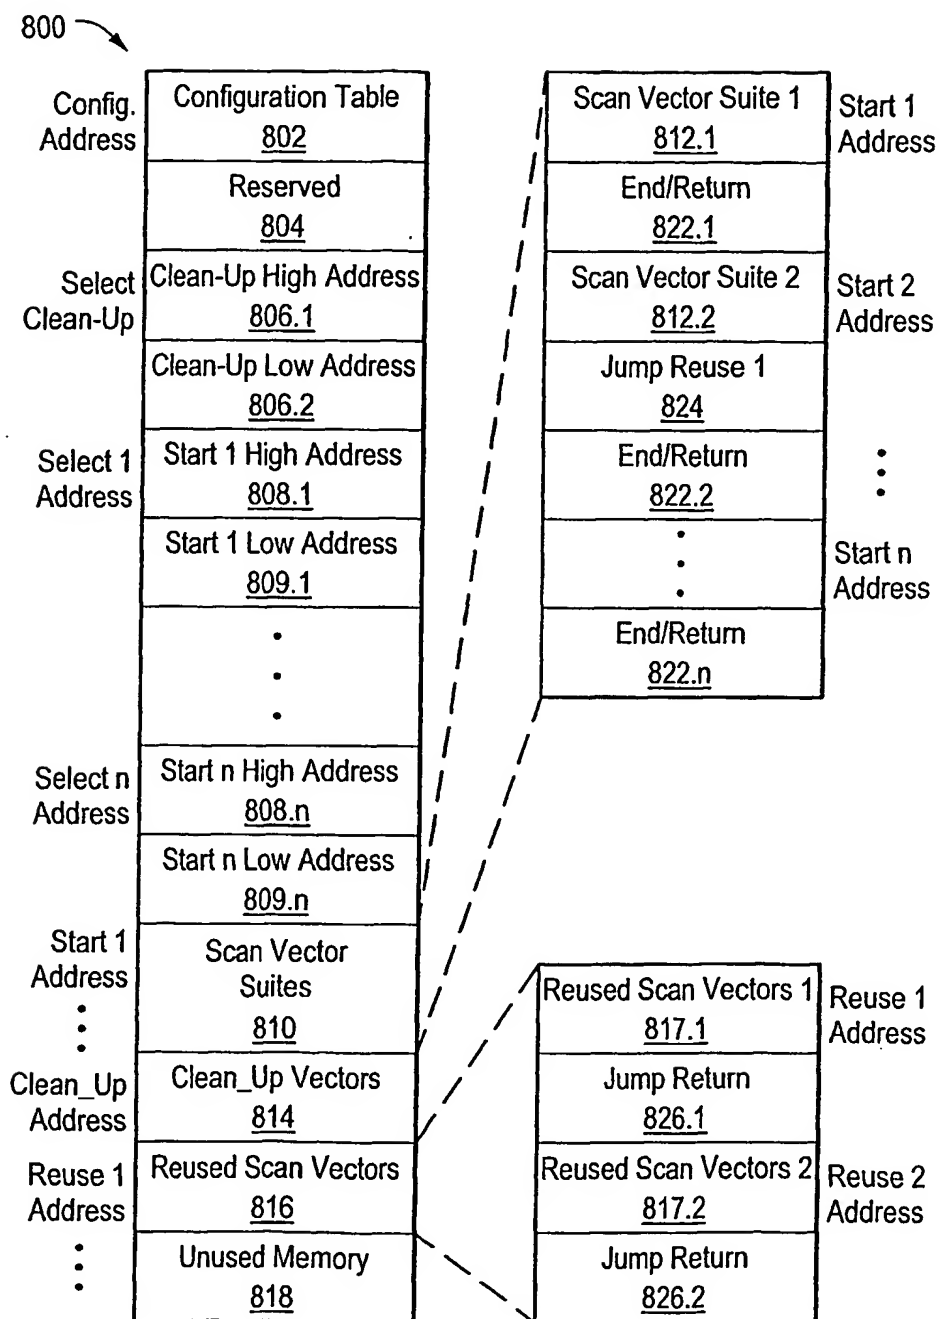 800
Config.
Address
Configuration Table
802
Reserved
804
Select
Clean-Up
Clean-Up High Address
806.1
Clean-Up Low Address
806.2
Select 1
Address
Start 1 High Address
808.1
Start 1 Low Address
809.1
Select n
Address
Start n High Address
808.n
Start n Low Address
809.n
Start 1
Address
Scan Vector
Suites
810
Clean_Up
Address
Clean_Up Vectors
814
Reuse 1
Address
Reused Scan Vectors
816
Unused Memory
818
Scan Vector Suite 1
812.1
Start 1
Address
End/Return
822.1
Scan Vector Suite 2
812.2
Start 2
Address
Jump Reuse 1
824
End/Return
822.2
Start n
Address
End/Return
822.n
Reused Scan Vectors 1
817.1
Reuse 1
Address
Jump Return
826.1
Reused Scan Vectors 2
817.2
Reuse 2
Address
Jump Return
826.2